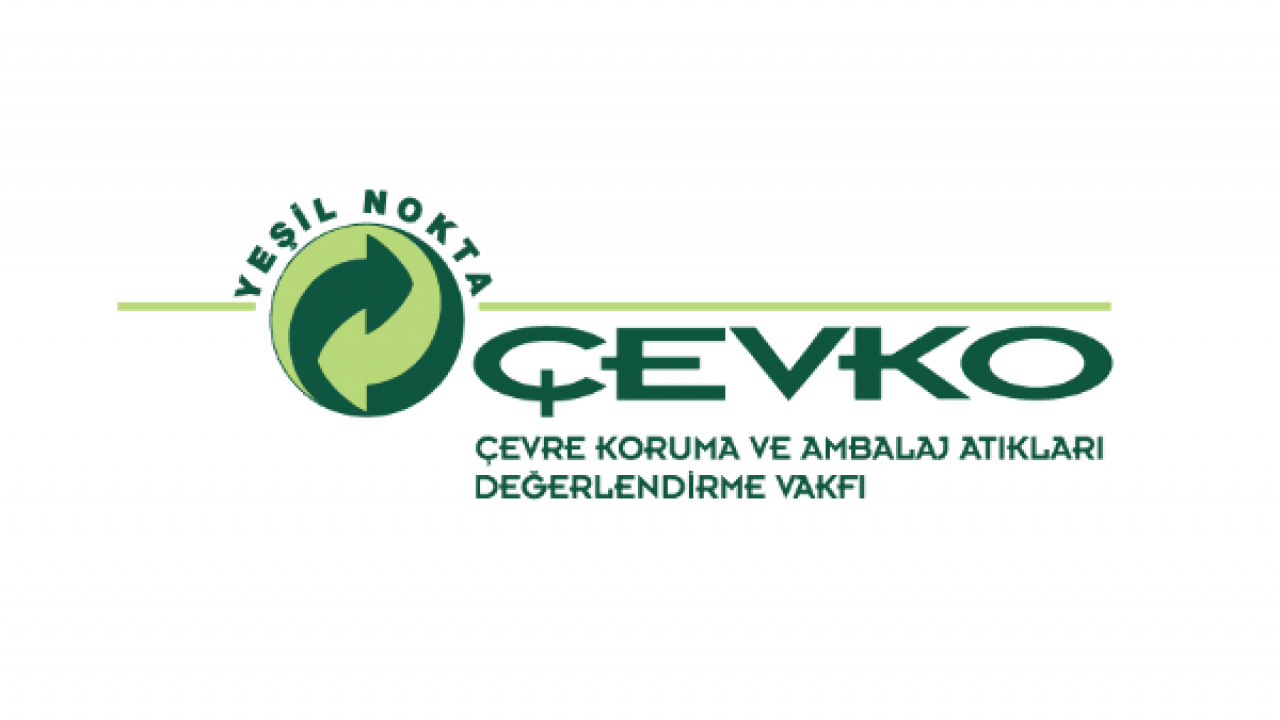 YEŞİL NOKTA
ÇEVKO
ÇEVRE KORUMA VE AMBALAJ ATIKLARI
DEĞERLENDİRME VAKFI